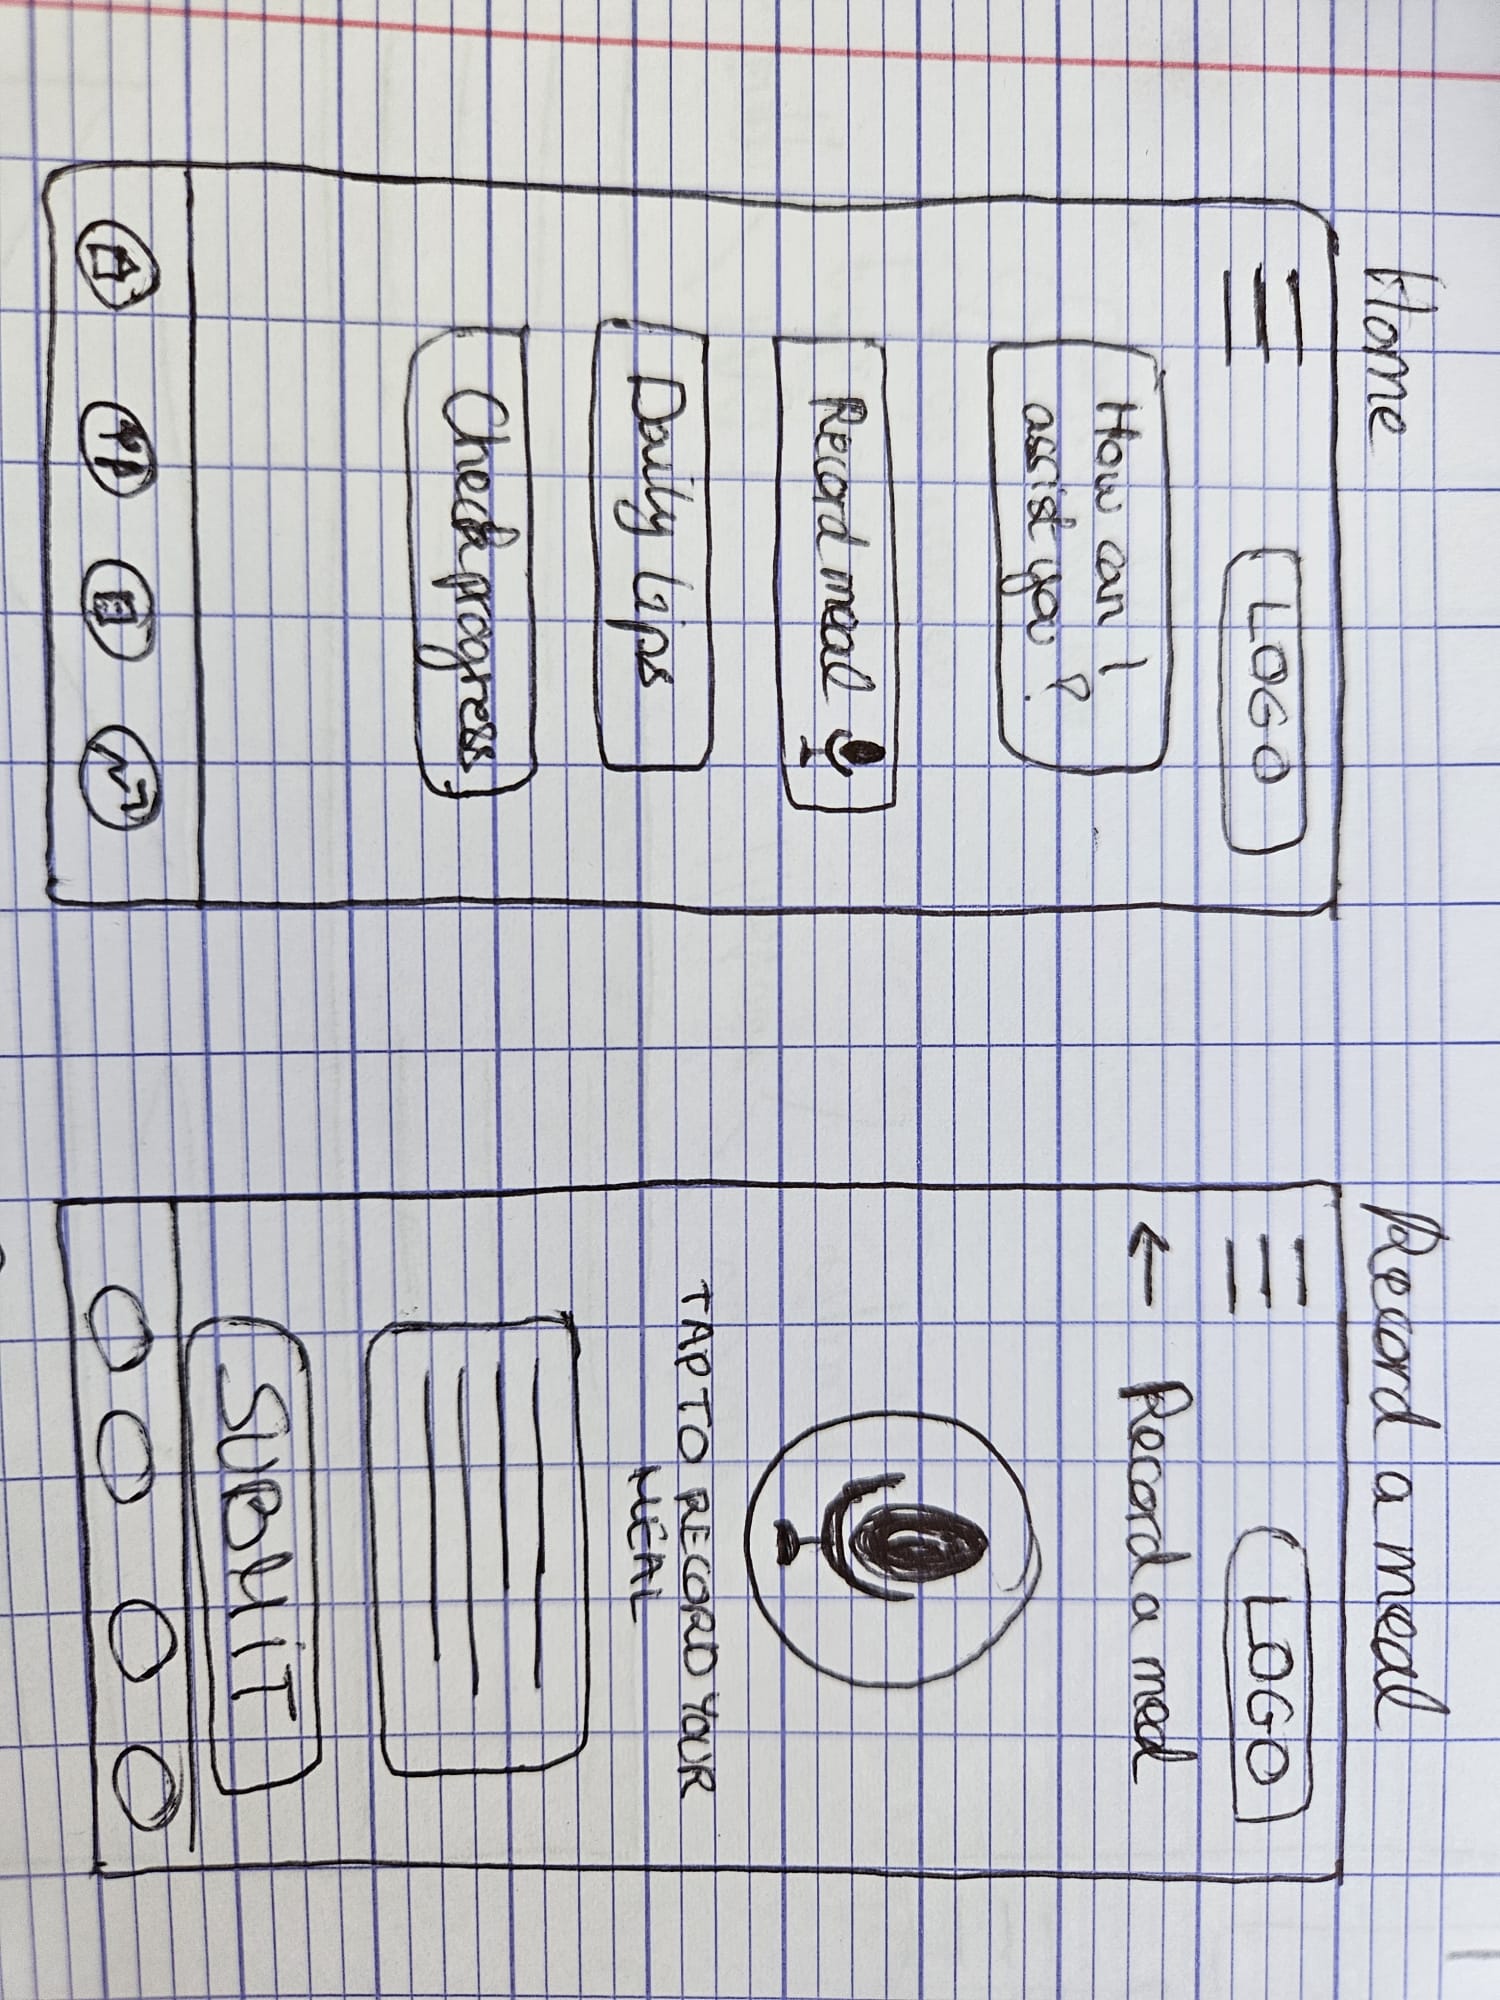 Home
LOGO
How can I
assist you?
Record meal
Daily tips
Check progress
Record a meal
LOGO
Record a meal
TAP TO RECORD YOUR
MEAL
SUBMIT